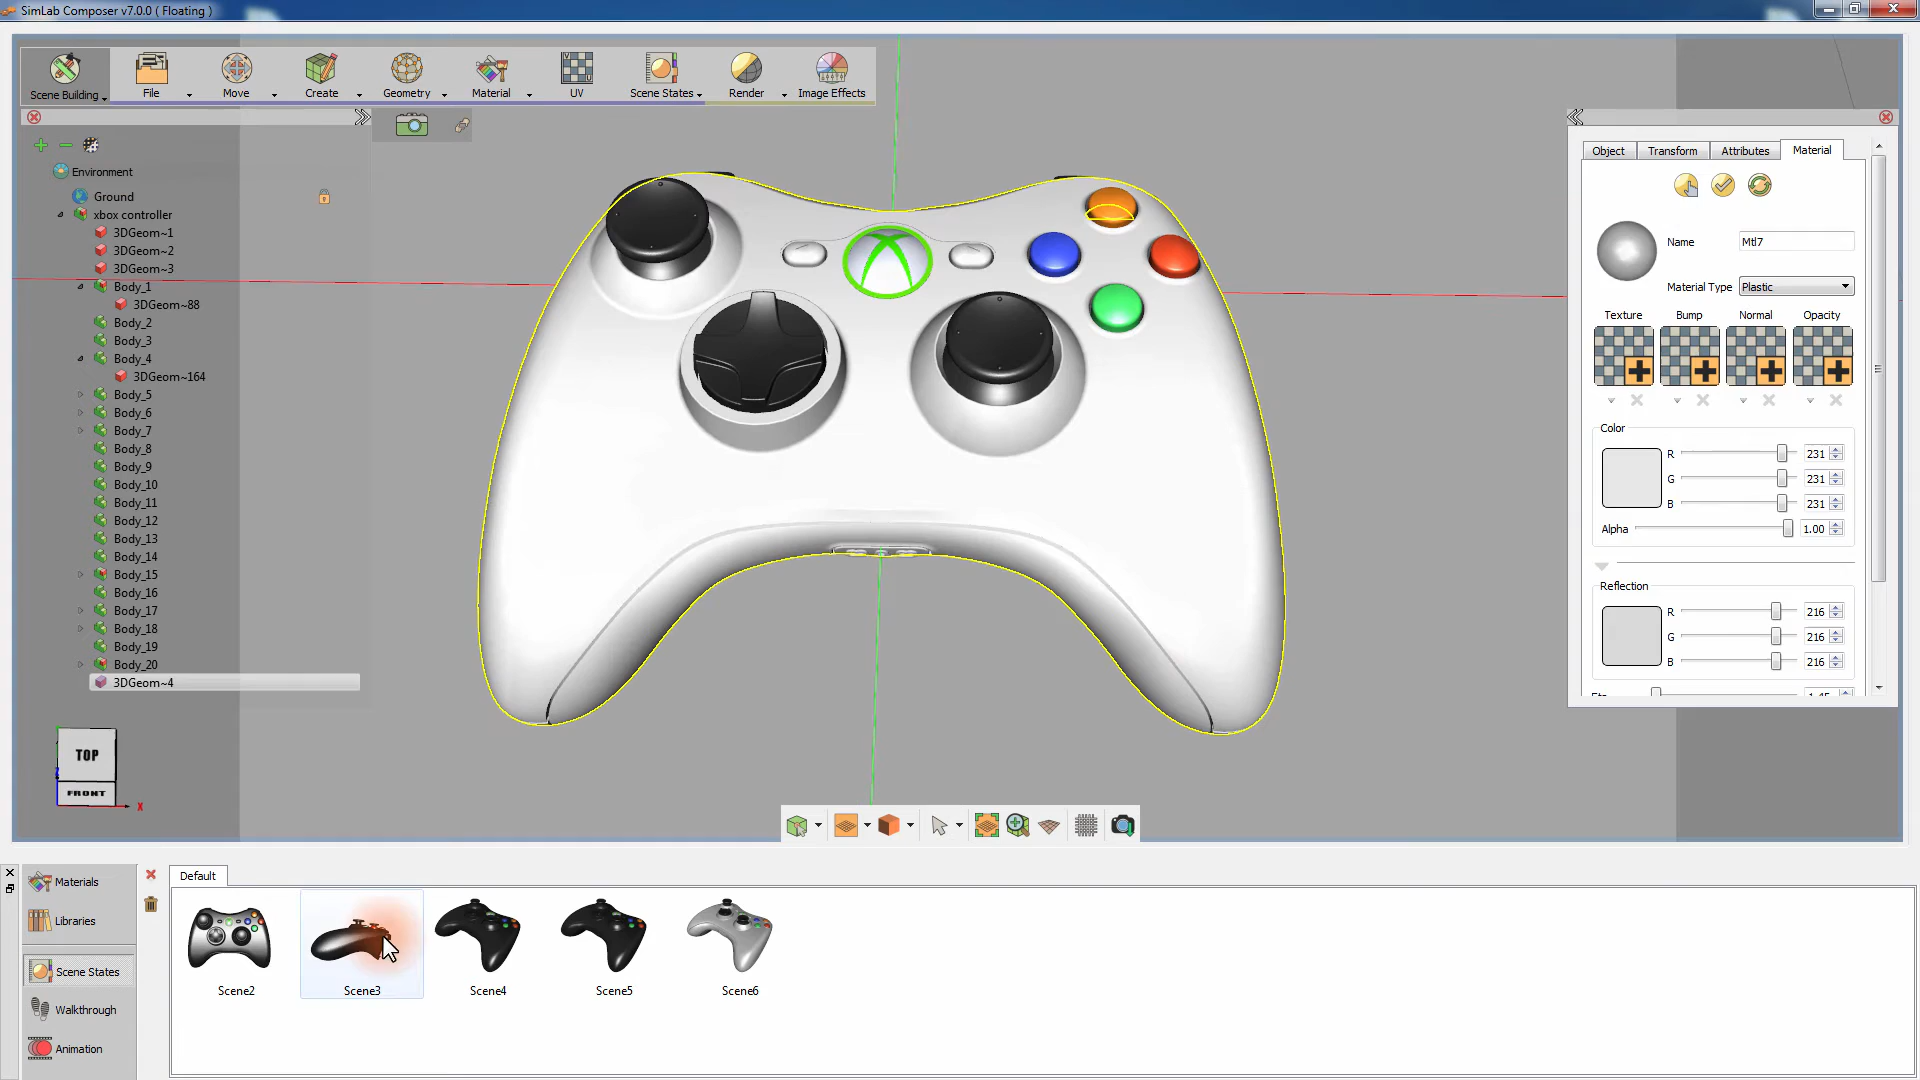 SimLab Composer v7.0.0 ( Floating )
Scene Building
File
Move
Create
Geometry
Material
UV
Scene States
Render
Image Effects
Environment
Ground
xbox controller
3DGeom~1
3DGeom~2
3DGeom~3
Body_1
3DGeom~88
Body_2
Body_3
Body_4
3DGeom~164
Body_5
Body_6
Body_7
Body_8
Body_9
Body_10
Body_11
Body_12
Body_13
Body_14
Body_15
Body_16
Body_17
Body_18
Body_19
Body_20
3DGeom~4
TOP
FRONT
X
Z
Object
Transform
Attributes
Material
Name
Mtl7
Material Type
Plastic
Texture
Bump
Normal
Opacity
Color
R
231
G
231
B
231
Alpha
1.00
Reflection
R
216
G
216
B
216
Materials
Libraries
Scene States
Walkthrough
Animation
Default
Scene2
Scene3
Scene4
Scene5
Scene6